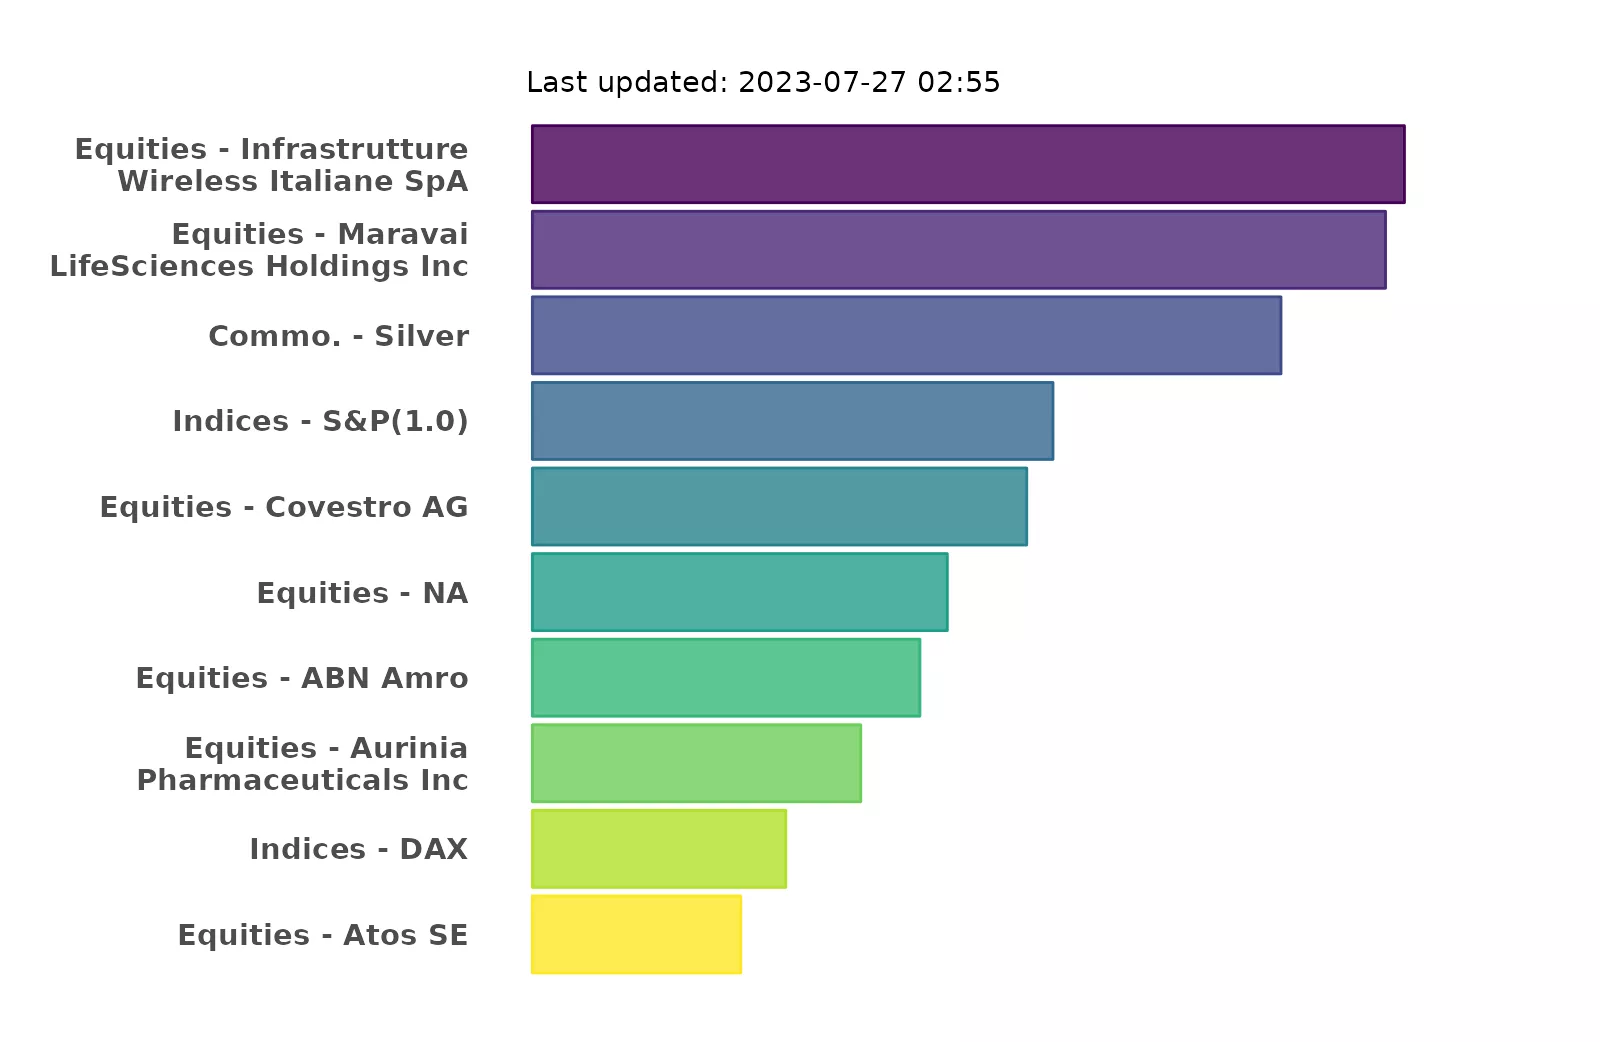 Last updated: 2023-07-27 02:55
Equities - Infrastrutture
Wireless Italiane SpA
Equities - Maravai
LifeSciences Holdings Inc
Commo. - Silver
Indices - S&P(1.0)
Equities - Covestro AG
Equities - NA
Equities - ABN Amro
Equities - Aurinia
Pharmaceuticals Inc
Indices - DAX
Equities - Atos SE